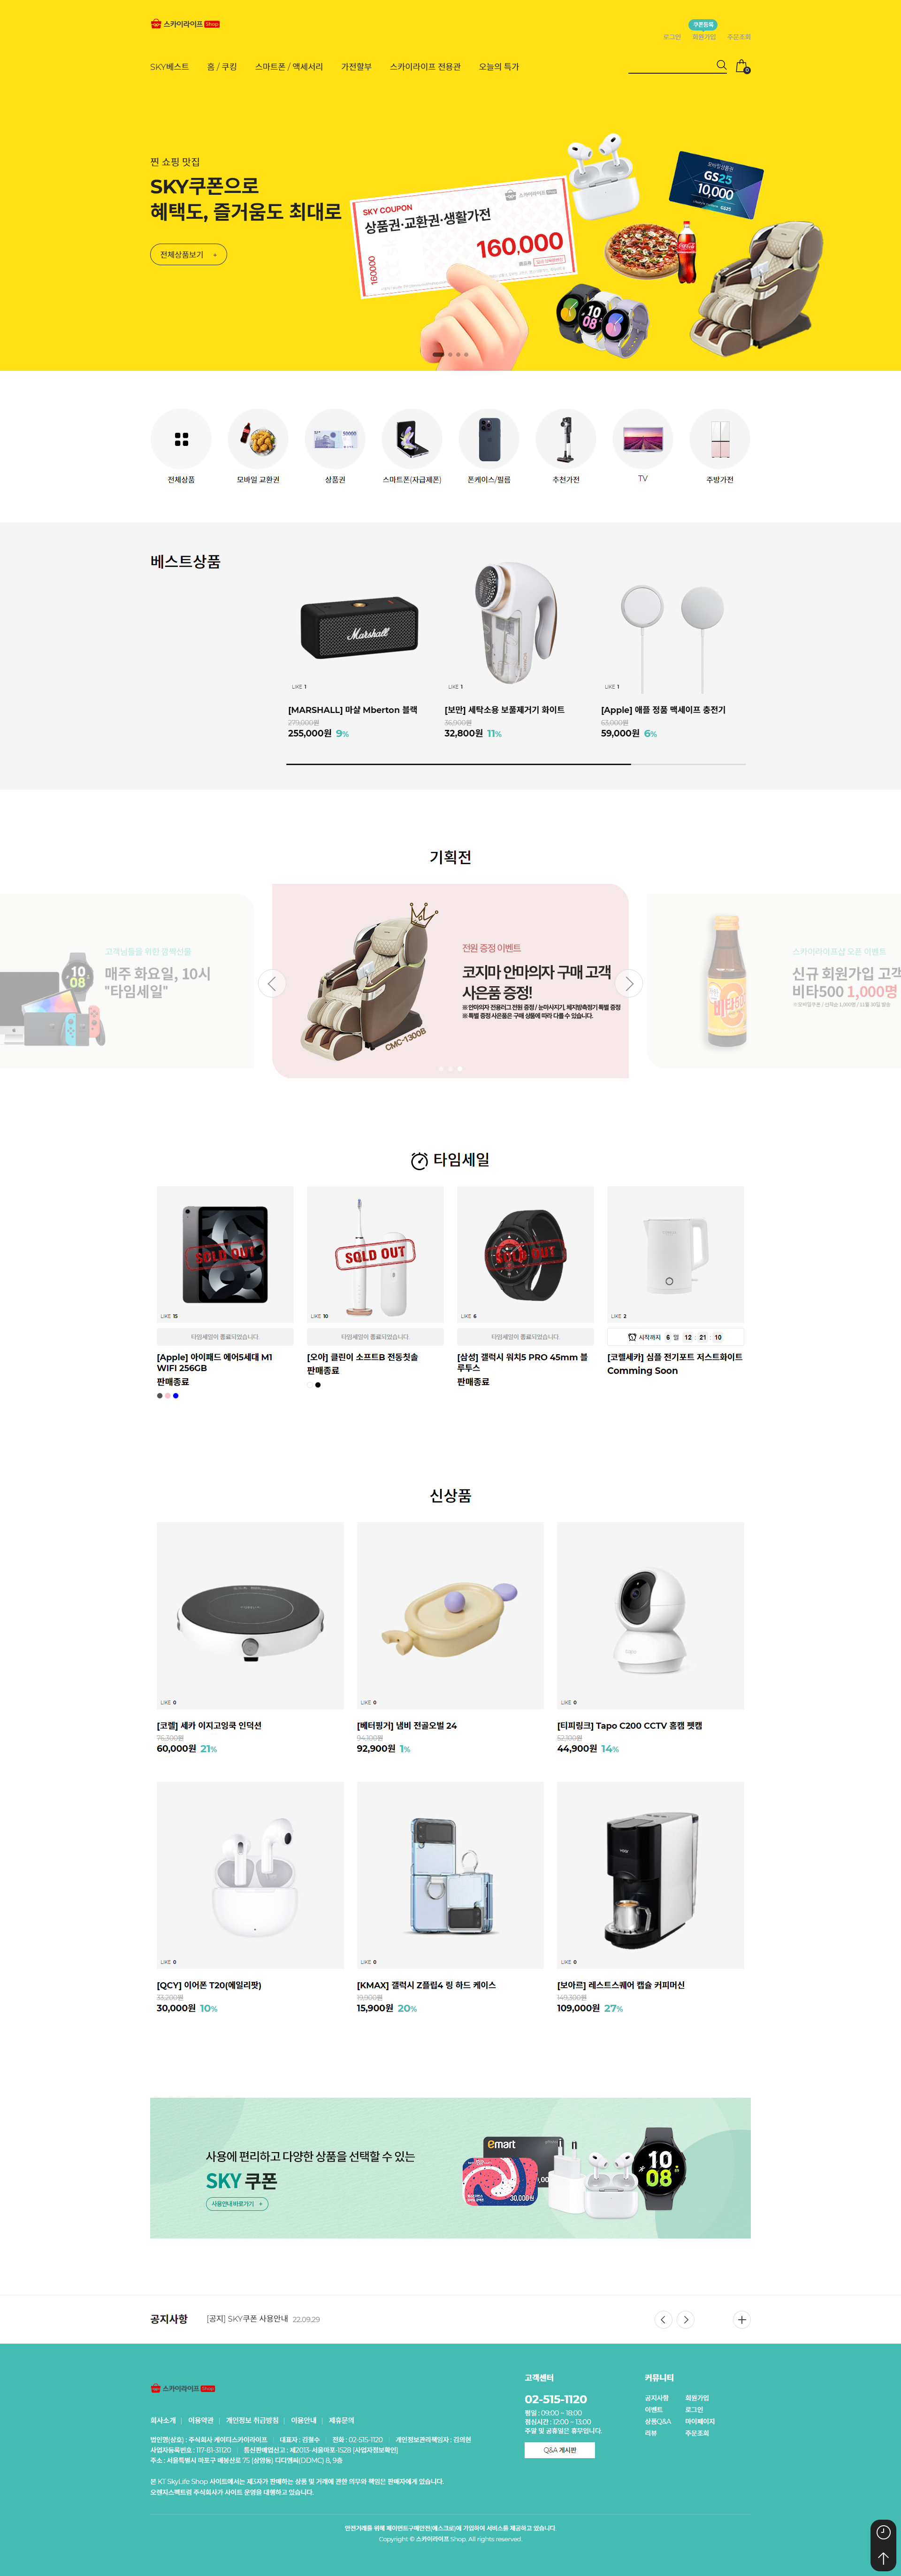 스카이라이프 Shop
쿠폰등록
로그인 회원가입 주문조회
SKY베스트 홈 / 쿠킹 스마트폰 / 액세서리 가전할부 스카이라이프 전용관 오늘의 특가
0
찐 쇼핑 맛집
SKY쿠폰으로
혜택도, 즐거움도 최대로
전체상품보기 +
스카이라이프 Shop
SKY COUPON
상품권·교환권·생활가전
160,000
160000
모바일상품권
GS25
10,000
GS25
Coca-Cola
10
08
전체상품
모바일 교환권
상품권
스마트폰(자급제폰)
폰케이스/필름
추천가전
TV
주방가전
베스트상품
Marshall
LIKE 1
LIKE 1
LIKE 1
[MARSHALL] 마샬 Mberton 블랙
279,000원
255,000원 9%
[보만] 세탁소용 보풀제거기 화이트
36,900원
32,800원 11%
[Apple] 애플 정품 맥세이프 충전기
63,000원
59,000원 6%
기획전
고객님들을 위한 깜짝선물
매주 화요일, 10시
"타임세일"
08
전원 증정 이벤트
코지마 안마의자 구매 고객
사은품 증정!
※ 안마의자 전용러그 전원 증정 / 눈마사지기, 체지방측정기 특별 증정
※ 특별 증정 사은품은 구매 상품에 따라 다를 수 있습니다.
CMC-1300B
비타500
스카이라이프샵 오픈 이벤트
신규 회원가입 고객
비타500 1,000명
타임세일
SOLD OUT
SOLD OUT
SOLD OUT
LIKE 15
LIKE 10
LIKE 6
LIKE 2
타임세일이 종료되었습니다.
타임세일이 종료되었습니다.
타임세일이 종료되었습니다.
시작까지 6 일 12 : 21 : 10
[Apple] 아이패드 에어5세대 M1
WIFI 256GB
판매종료
[오아] 클린이 소프트B 전동칫솔
판매종료
[삼성] 갤럭시 워치5 PRO 45mm 블
루투스
판매종료
[코렐세카] 심플 전기포트 저스트화이트
Comming Soon
신상품
LIKE 0
LIKE 0
LIKE 0
[코렐] 세카 이지고잉쿡 인덕션
76,300원
60,000원 21%
[베터핑거] 냄비 전골오벌 24
94,100원
92,900원 1%
[티피링크] Tapo C200 CCTV 홈캠 펫캠
52,100원
44,900원 14%
LIKE 0
LIKE 0
LIKE 0
[QCY] 이어폰 T20(에일리팟)
33,200원
30,000원 10%
[KMAX] 갤럭시 Z플립4 링 하드 케이스
19,900원
15,900원 20%
[보아르] 레스트스퀘어 캡슐 커피머신
149,300원
109,000원 27%
사용에 편리하고 다양한 상품을 선택할 수 있는
SKY 쿠폰
사용안내 바로가기 +
emart
30,000원
10
08
공지사항 [공지] SKY쿠폰 사용안내 22.09.29
스카이라이프 Shop
회사소개 | 이용약관 | 개인정보 취급방침 | 이용안내 | 제휴문의
법인명(상호) : 주식회사 케이티스카이라이프 대표자 : 김철수 전화 : 02-515-1120 개인정보관리책임자 : 김의현
사업자등록번호 : 117-81-31120 통신판매업신고 : 제2013-서울마포-1528 [사업자정보확인]
주소 : 서울특별시 마포구 매봉산로 75 (상암동) 디디엠씨(DDMC) 8, 9층
본 KT SkyLife Shop 사이트에서는 제3자가 판매하는 상품 및 거래에 관한 의무와 책임은 판매자에게 있습니다.
오렌지스펙트럼 주식회사가 사이트 운영을 대행하고 있습니다.
고객센터
02-515-1120
평일 : 09:00 ~ 18:00
점심시간 : 12:00 ~ 13:00
주말 및 공휴일은 휴무입니다.
Q&A 게시판
커뮤니티
공지사항 회원가입
이벤트 로그인
상품Q&A 마이페이지
리뷰 주문조회
안전거래를 위해 페이먼트구매안전(에스크로)에 가입하여 서비스를 제공하고 있습니다.
Copyright © 스카이라이프 Shop. All rights reserved.